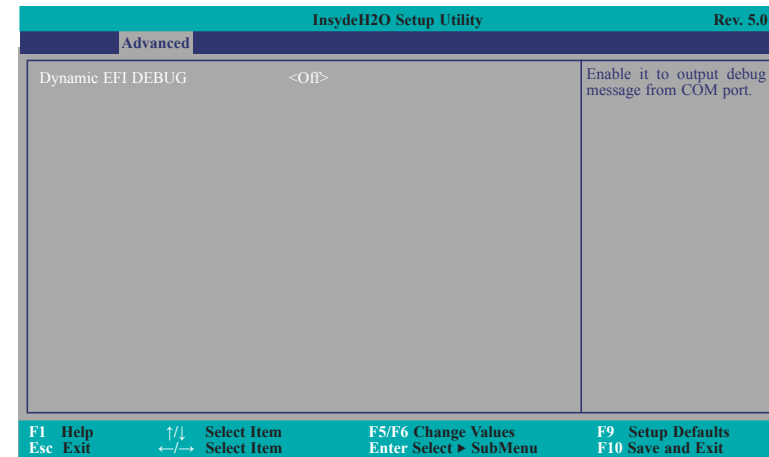 InsydeH2O Setup Utility Rev. 5.0
Advanced
Dynamic EFI DEBUG <Off>
Enable it to output debug
message from COM port.
F1 Help ↑/↓ Select Item F5/F6 Change Values F9 Setup Defaults
Esc Exit ←/→ Select Item Enter Select ▶ SubMenu F10 Save and Exit